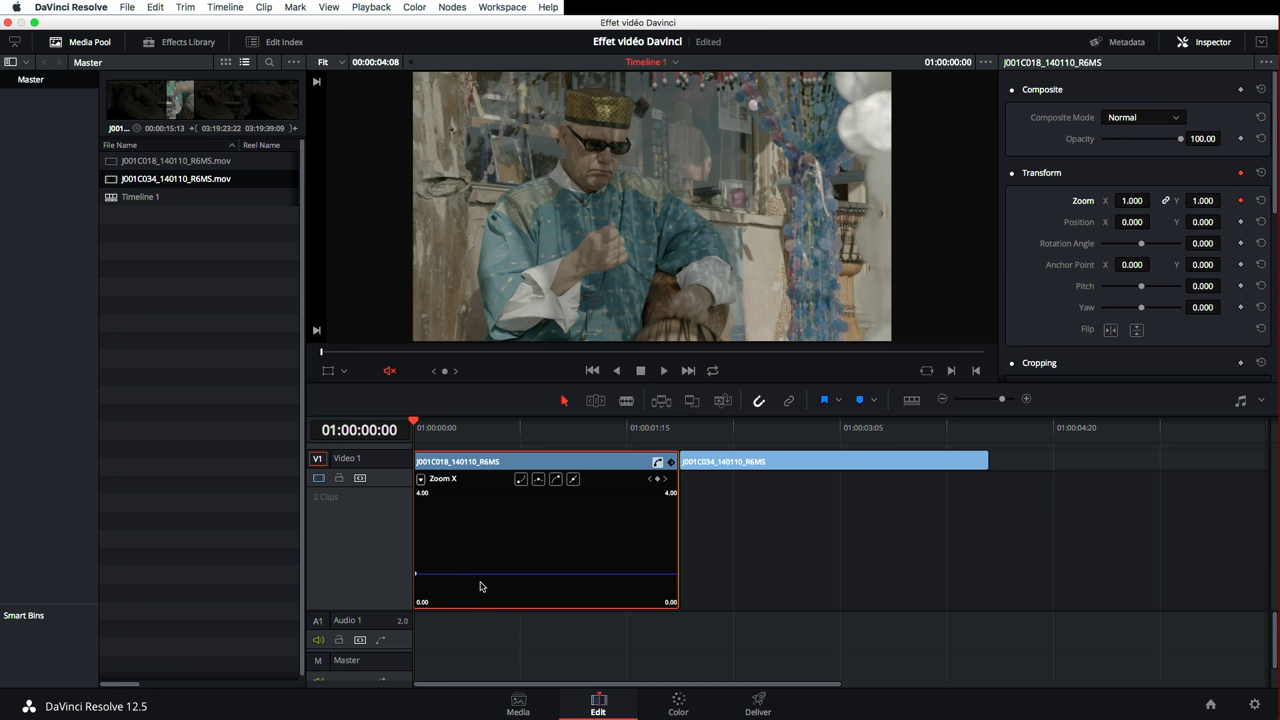 DaVinci Resolve File Edit Trim Timeline Clip Mark View Playback Color Nodes Workspace Help
Effet vidéo Davinci
Media Pool Effects Library Edit Index Effet vidéo Davinci Edited Metadata Inspector
Master Fit 00:00:04:08 Timeline 1 01:00:00:00 J001C018_140110_R6MS
Master
Composite
Composite Mode Normal
Opacity 100.00
J001... 00:00:15:13 03:19:23:22 03:19:39:09
File Name Reel Name
J001C018_140110_R6MS.mov
J001C034_140110_R6MS.mov
Timeline 1
Transform
Zoom X 1.000 Y 1.000
Position X 0.000 Y 0.000
Rotation Angle 0.000
Anchor Point X 0.000 Y 0.000
Pitch 0.000
Yaw 0.000
Flip
Cropping
01:00:00:00 01:00:00:00 01:00:01:15 01:00:03:05 01:00:04:20
V1 Video 1 J001C018_140110_R6MS J001C034_140110_R6MS
Zoom X
4.00 4.00
2 Clips
0.00 0.00
Smart Bins
A1 Audio 1 2.0
M Master
DaVinci Resolve 12.5 Media Edit Color Deliver